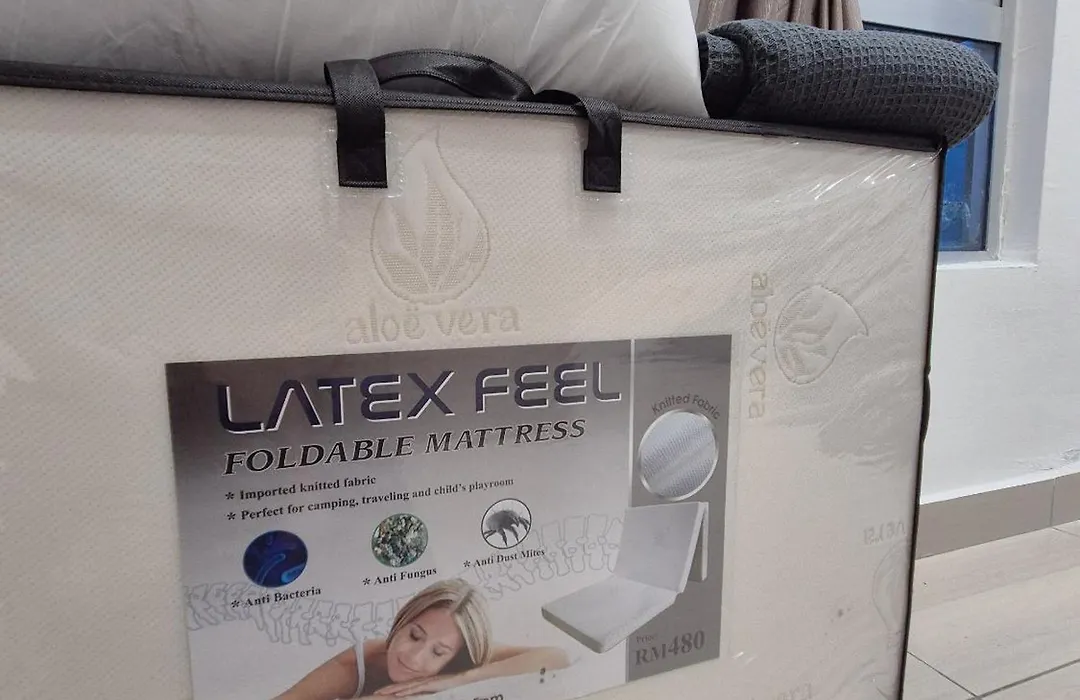 aloë vera
aloë vera
LATEX FEEL
FOLDABLE MATTRESS
Knitted Fabric
* Imported knitted fabric
* Perfect for camping, traveling and child's playroom
* Anti Bacteria
* Anti Fungus
* Anti Dust Mites
Price
RM480